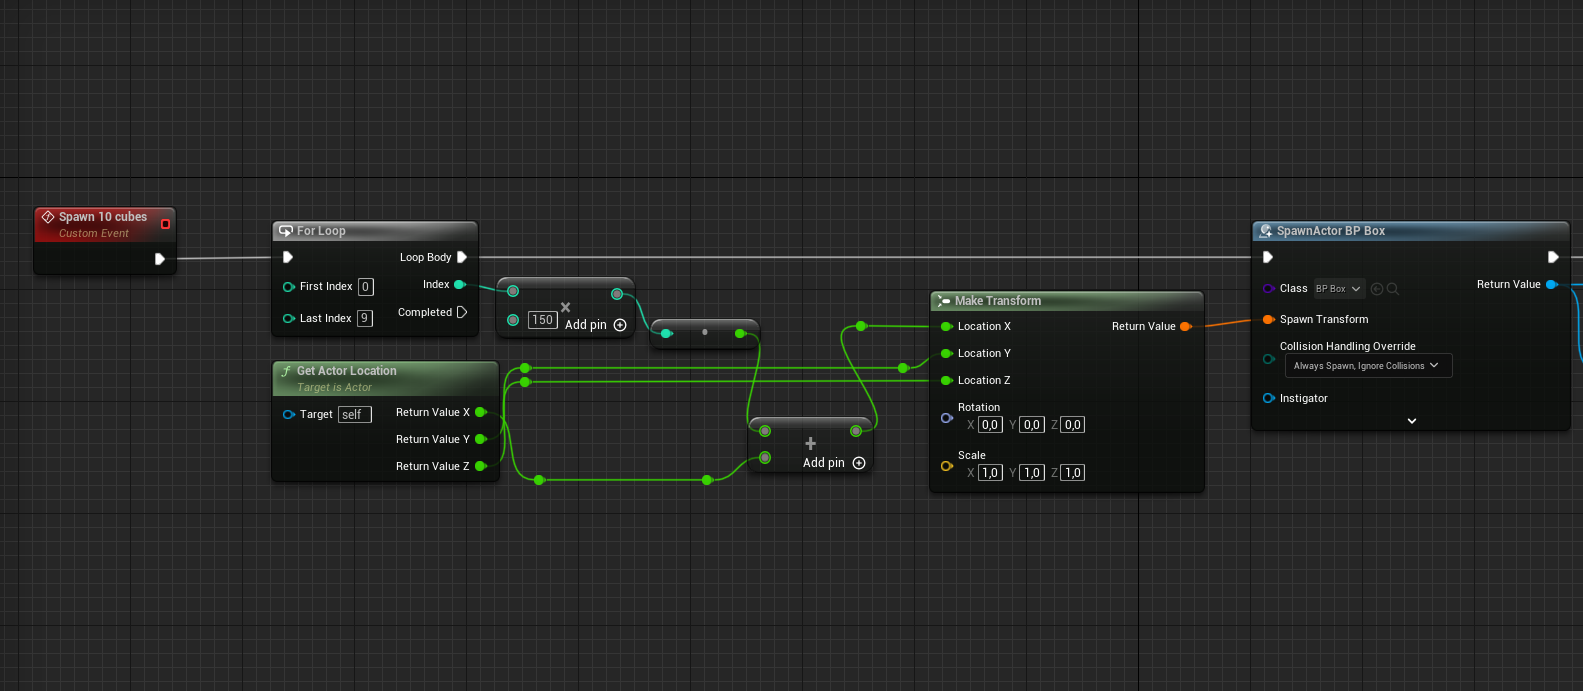 Spawn 10 cubes
Custom Event
For Loop
Loop Body
First Index 0
Index
Last Index 9
Completed
150
Add pin
Get Actor Location
Target is Actor
Target self
Return Value X
Return Value Y
Return Value Z
Add pin
Make Transform
Location X
Return Value
Location Y
Location Z
Rotation
X 0,0 Y 0,0 Z 0,0
Scale
X 1,0 Y 1,0 Z 1,0
SpawnActor BP Box
Class BP Box
Return Value
Spawn Transform
Collision Handling Override
Always Spawn, Ignore Collisions
Instigator